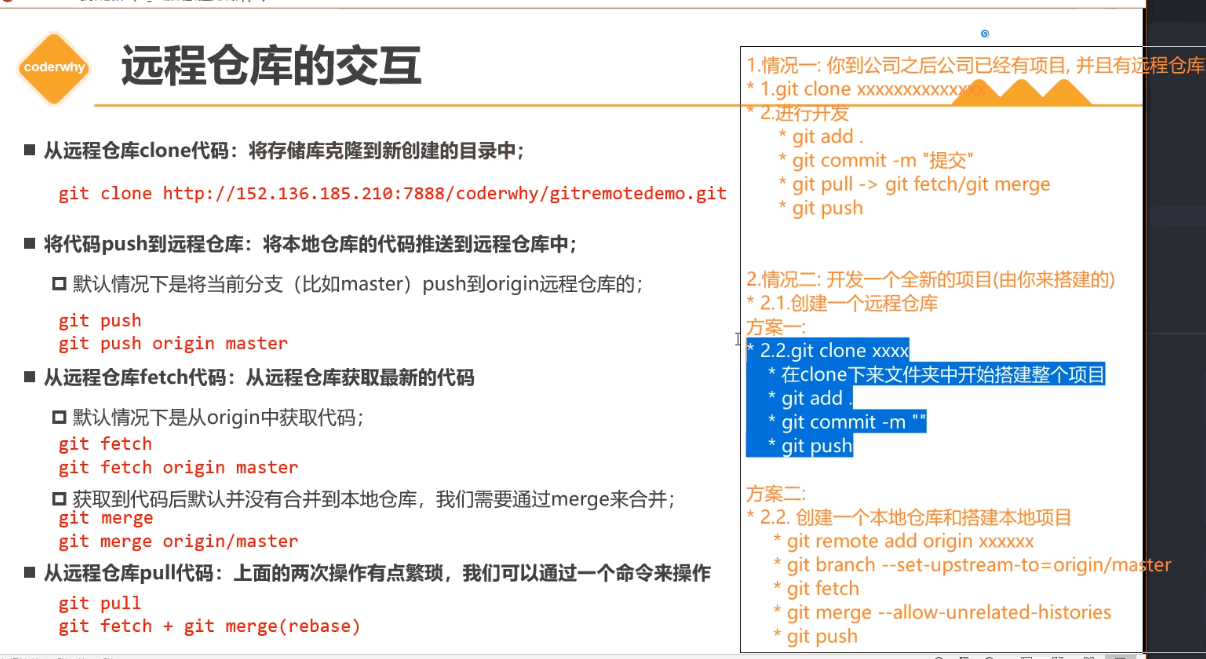 coderwhy
远程仓库的交互
■ 从远程仓库clone代码：将存储库克隆到新创建的目录中；
git clone http://152.136.185.210:7888/coderwhy/gitremotedemo.git
■ 将代码push到远程仓库：将本地仓库的代码推送到远程仓库中；
默认情况下是将当前分支（比如master）push到origin远程仓库的；
git push
git push origin master
■ 从远程仓库fetch代码：从远程仓库获取最新的代码
默认情况下是从origin中获取代码；
git fetch
git fetch origin master
获取到代码后默认并没有合并到本地仓库，我们需要通过merge来合并；
git merge
git merge origin/master
■ 从远程仓库pull代码：上面的两次操作有点繁琐，我们可以通过一个命令来操作
git pull
git fetch + git merge(rebase)
1.情况一: 你到公司之后公司已经有项目, 并且有远程仓库
* 1.git clone xxxxxxxxxxxxxx
* 2.进行开发
* git add .
* git commit -m "提交"
* git pull -> git fetch/git merge
* git push
2.情况二: 开发一个全新的项目(由你来搭建的)
* 2.1.创建一个远程仓库
方案一:
* 2.2.git clone xxxx
* 在clone下来文件夹中开始搭建整个项目
* git add .
* git commit -m ""
* git push
方案二:
* 2.2. 创建一个本地仓库和搭建本地项目
* git remote add origin xxxxxx
* git branch --set-upstream-to=origin/master
* git fetch
* git merge --allow-unrelated-histories
* git push